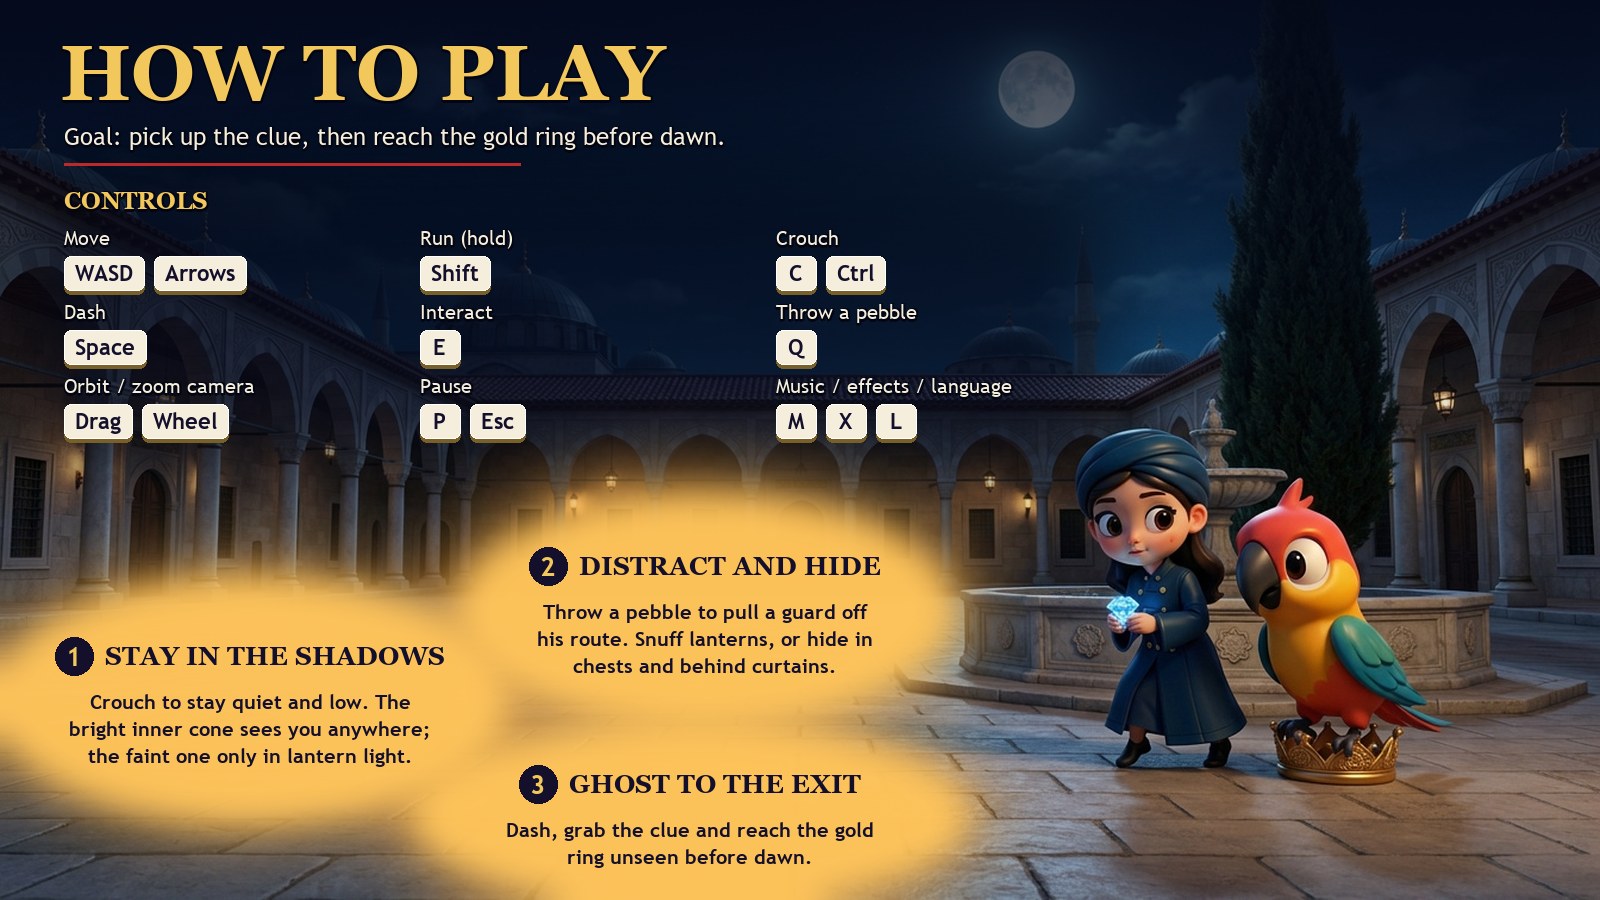 HOW TO PLAY
Goal: pick up the clue, then reach the gold ring before dawn.
CONTROLS
Move
WASD Arrows
Run (hold)
Shift
Crouch
C Ctrl
Dash
Space
Interact
E
Throw a pebble
Q
Orbit / zoom camera
Drag Wheel
Pause
P Esc
Music / effects / language
M X L
1 STAY IN THE SHADOWS
Crouch to stay quiet and low. The
bright inner cone sees you anywhere;
the faint one only in lantern light.
2 DISTRACT AND HIDE
Throw a pebble to pull a guard off
his route. Snuff lanterns, or hide in
chests and behind curtains.
3 GHOST TO THE EXIT
Dash, grab the clue and reach the gold
ring unseen before dawn.